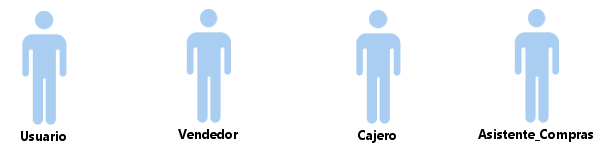 Usuario
Vendedor
Cajero
Asistente_Compras